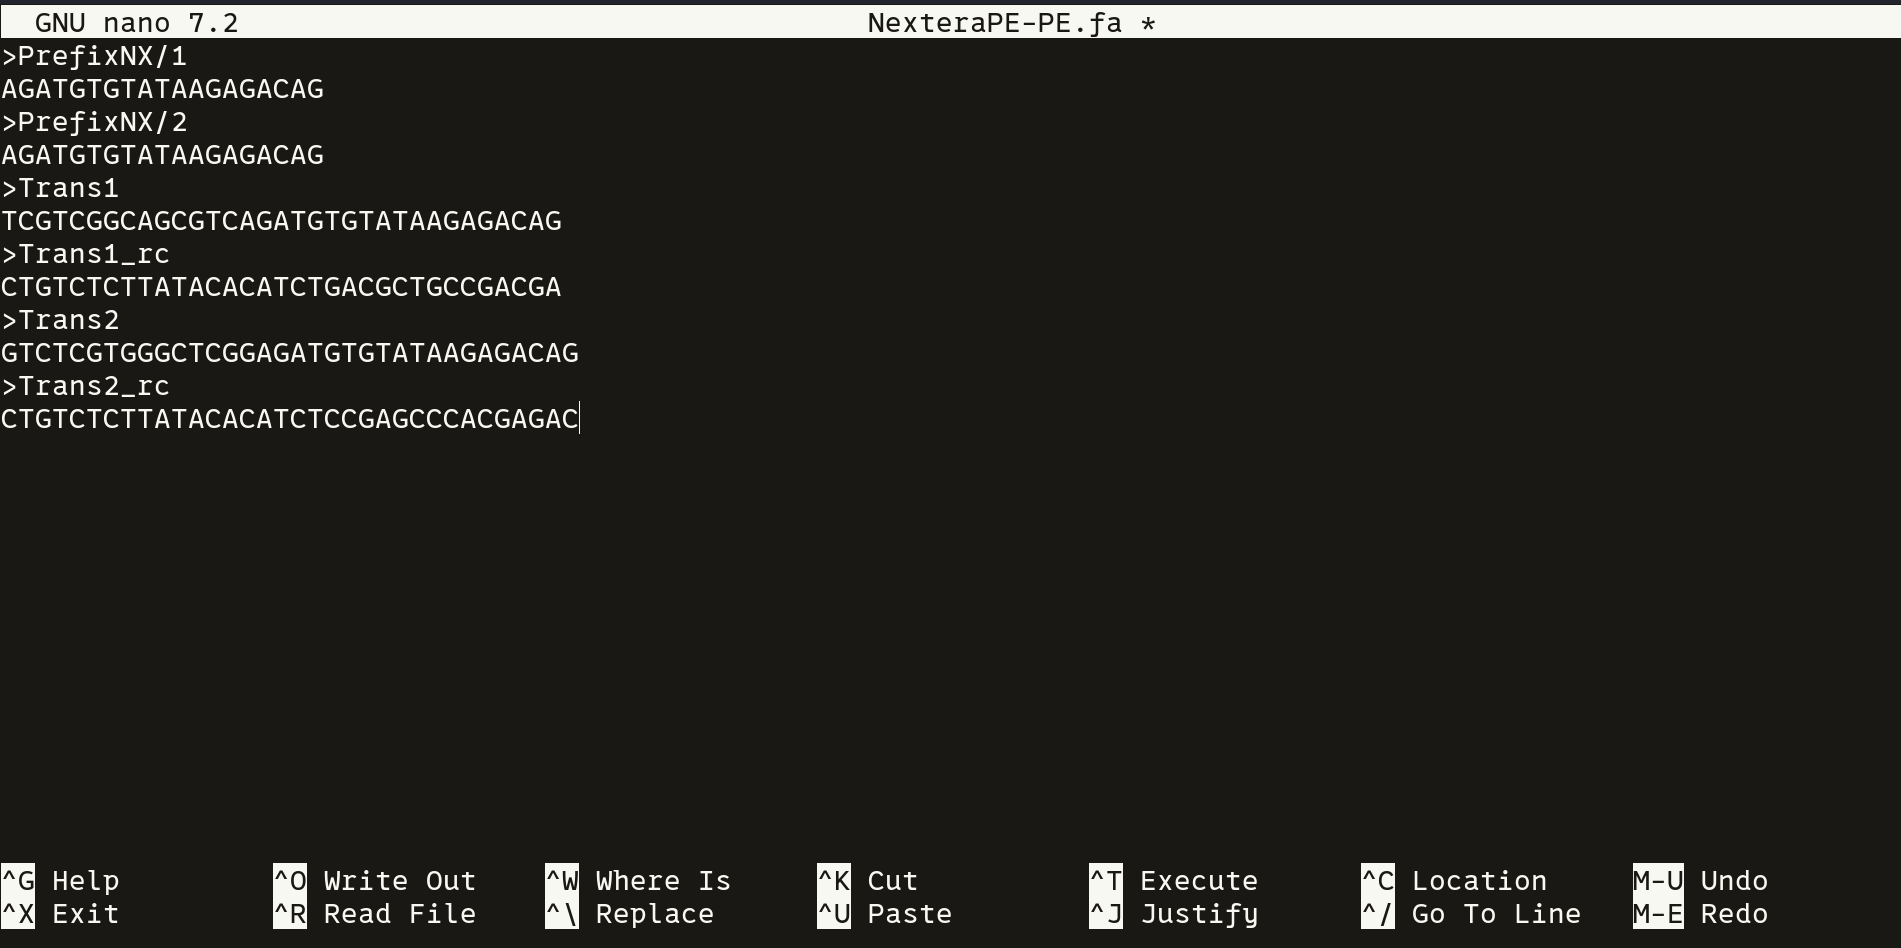 GNU nano 7.2 NexteraPE-PE.fa *
>PrefixNX/1
AGATGTGTATAAGAGACAG
>PrefixNX/2
AGATGTGTATAAGAGACAG
>Trans1
TCGTCGGCAGCGTCAGATGTGTATAAGAGACAG
>Trans1_rc
CTGTCTCTTATACACATCTGACGCTGCCGACGA
>Trans2
GTCTCGTGGGCTCGGAGATGTGTATAAGAGACAG
>Trans2_rc
CTGTCTCTTATACACATCTCCGAGCCCACGAGAC
^G Help ^O Write Out ^W Where Is ^K Cut ^T Execute ^C Location M-U Undo
^X Exit ^R Read File ^\ Replace ^U Paste ^J Justify ^/ Go To Line M-E Redo